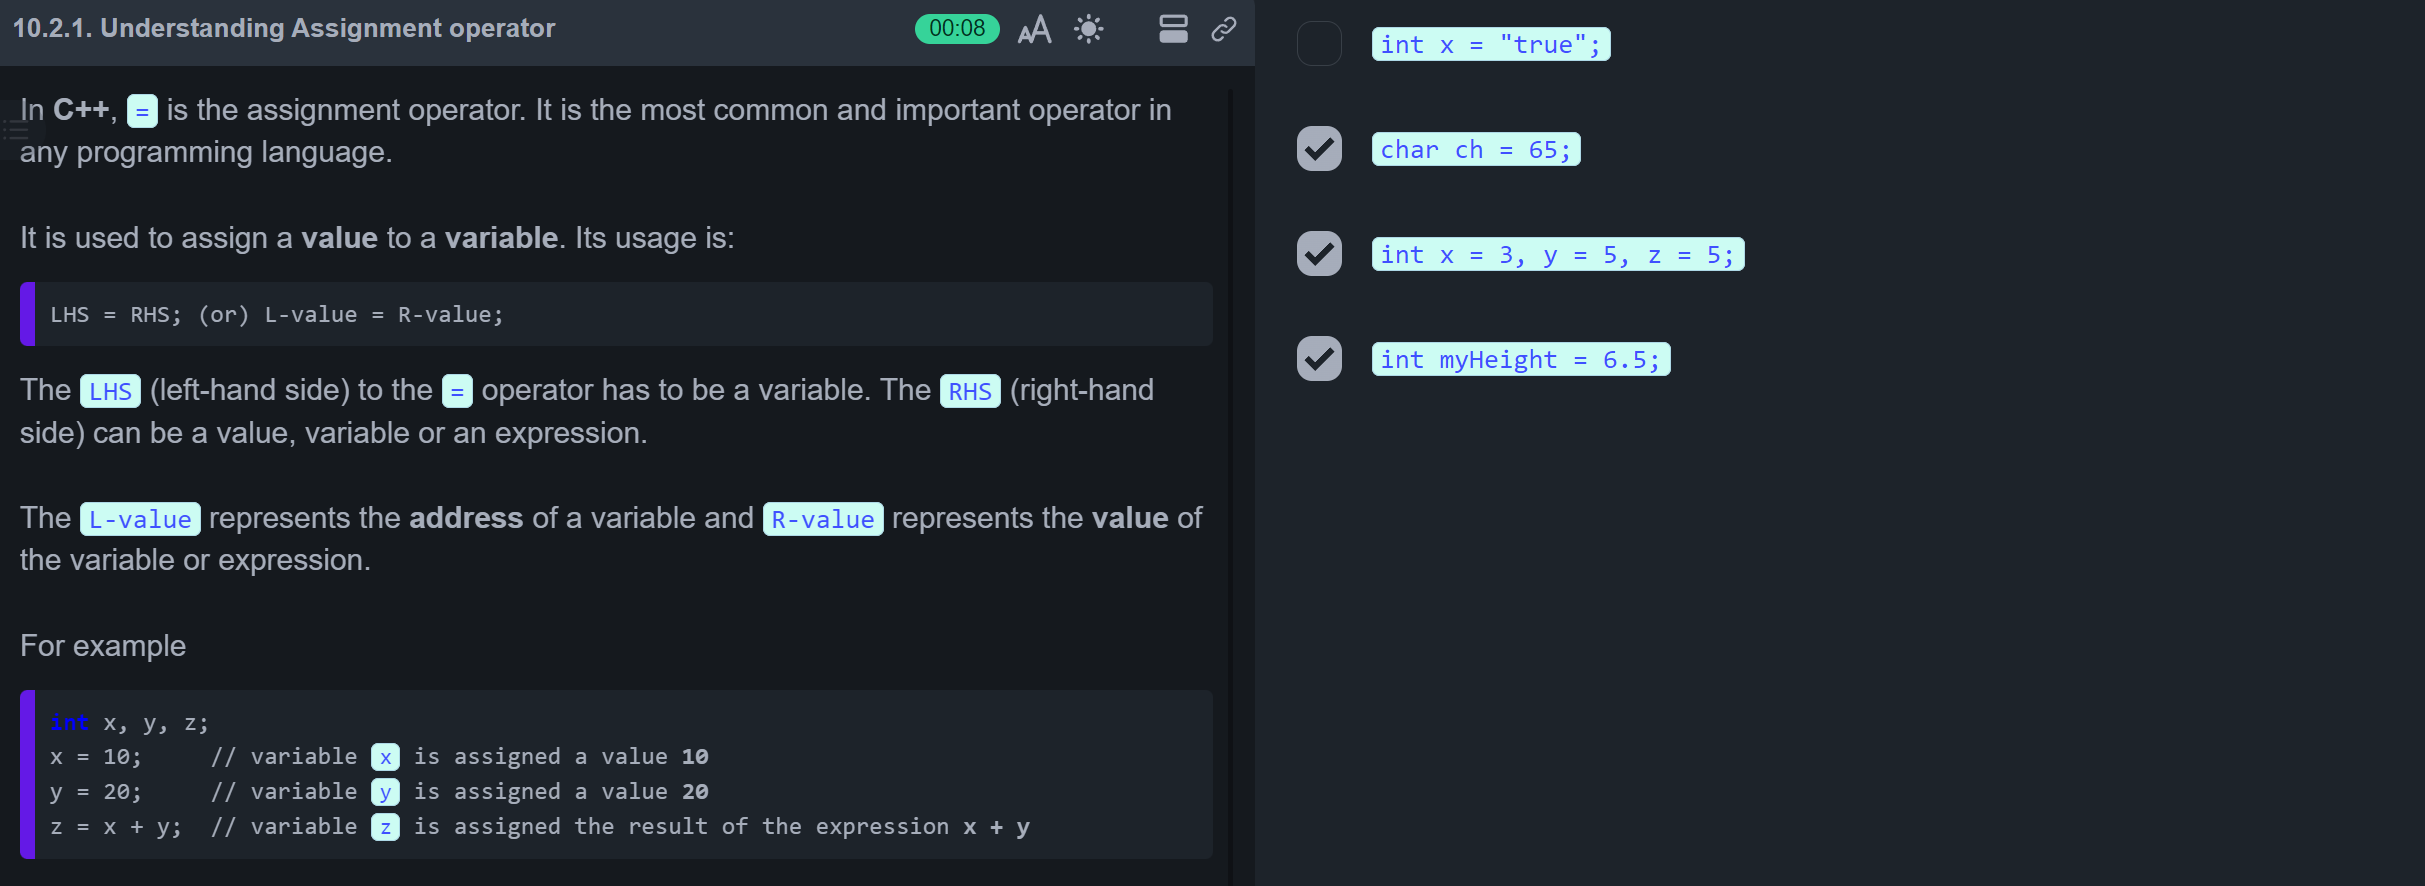 10.2.1. Understanding Assignment operator
00:08
In C++, = is the assignment operator. It is the most common and important operator in
any programming language.
It is used to assign a value to a variable. Its usage is:
LHS = RHS; (or) L-value = R-value;
The LHS (left-hand side) to the = operator has to be a variable. The RHS (right-hand
side) can be a value, variable or an expression.
The L-value represents the address of a variable and R-value represents the value of
the variable or expression.
For example
int x, y, z;
x = 10;     // variable x is assigned a value 10
y = 20;     // variable y is assigned a value 20
z = x + y;  // variable z is assigned the result of the expression x + y
int x = "true";
char ch = 65;
int x = 3, y = 5, z = 5;
int myHeight = 6.5;